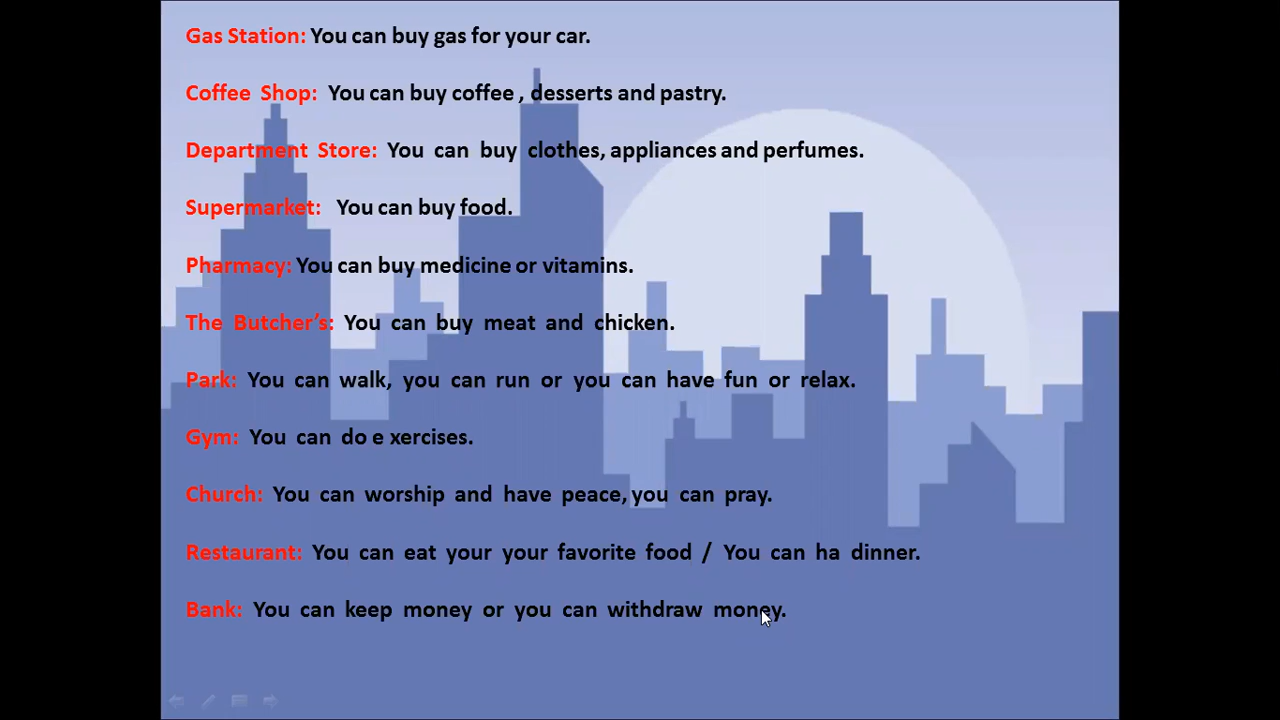 Gas Station: You can buy gas for your car.
Coffee Shop: You can buy coffee , desserts and pastry.
Department Store: You can buy clothes, appliances and perfumes.
Supermarket: You can buy food.
Pharmacy: You can buy medicine or vitamins.
The Butcher’s: You can buy meat and chicken.
Park: You can walk, you can run or you can have fun or relax.
Gym: You can do e xercises.
Church: You can worship and have peace, you can pray.
Restaurant: You can eat your your favorite food / You can ha dinner.
Bank: You can keep money or you can withdraw money.